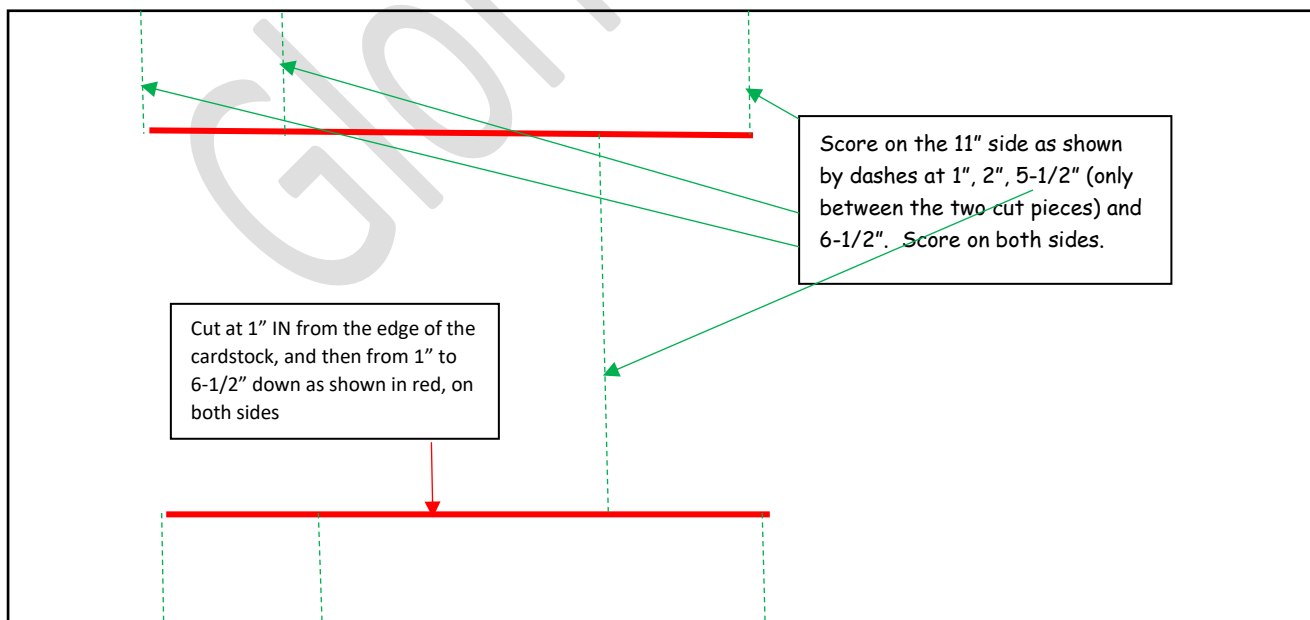 Score on the 11" side as shown
by dashes at 1", 2", 5-1/2" (only
between the two cut pieces) and
6-1/2".  Score on both sides.
Cut at 1" IN from the edge of the
cardstock, and then from 1" to
6-1/2" down as shown in red, on
both sides